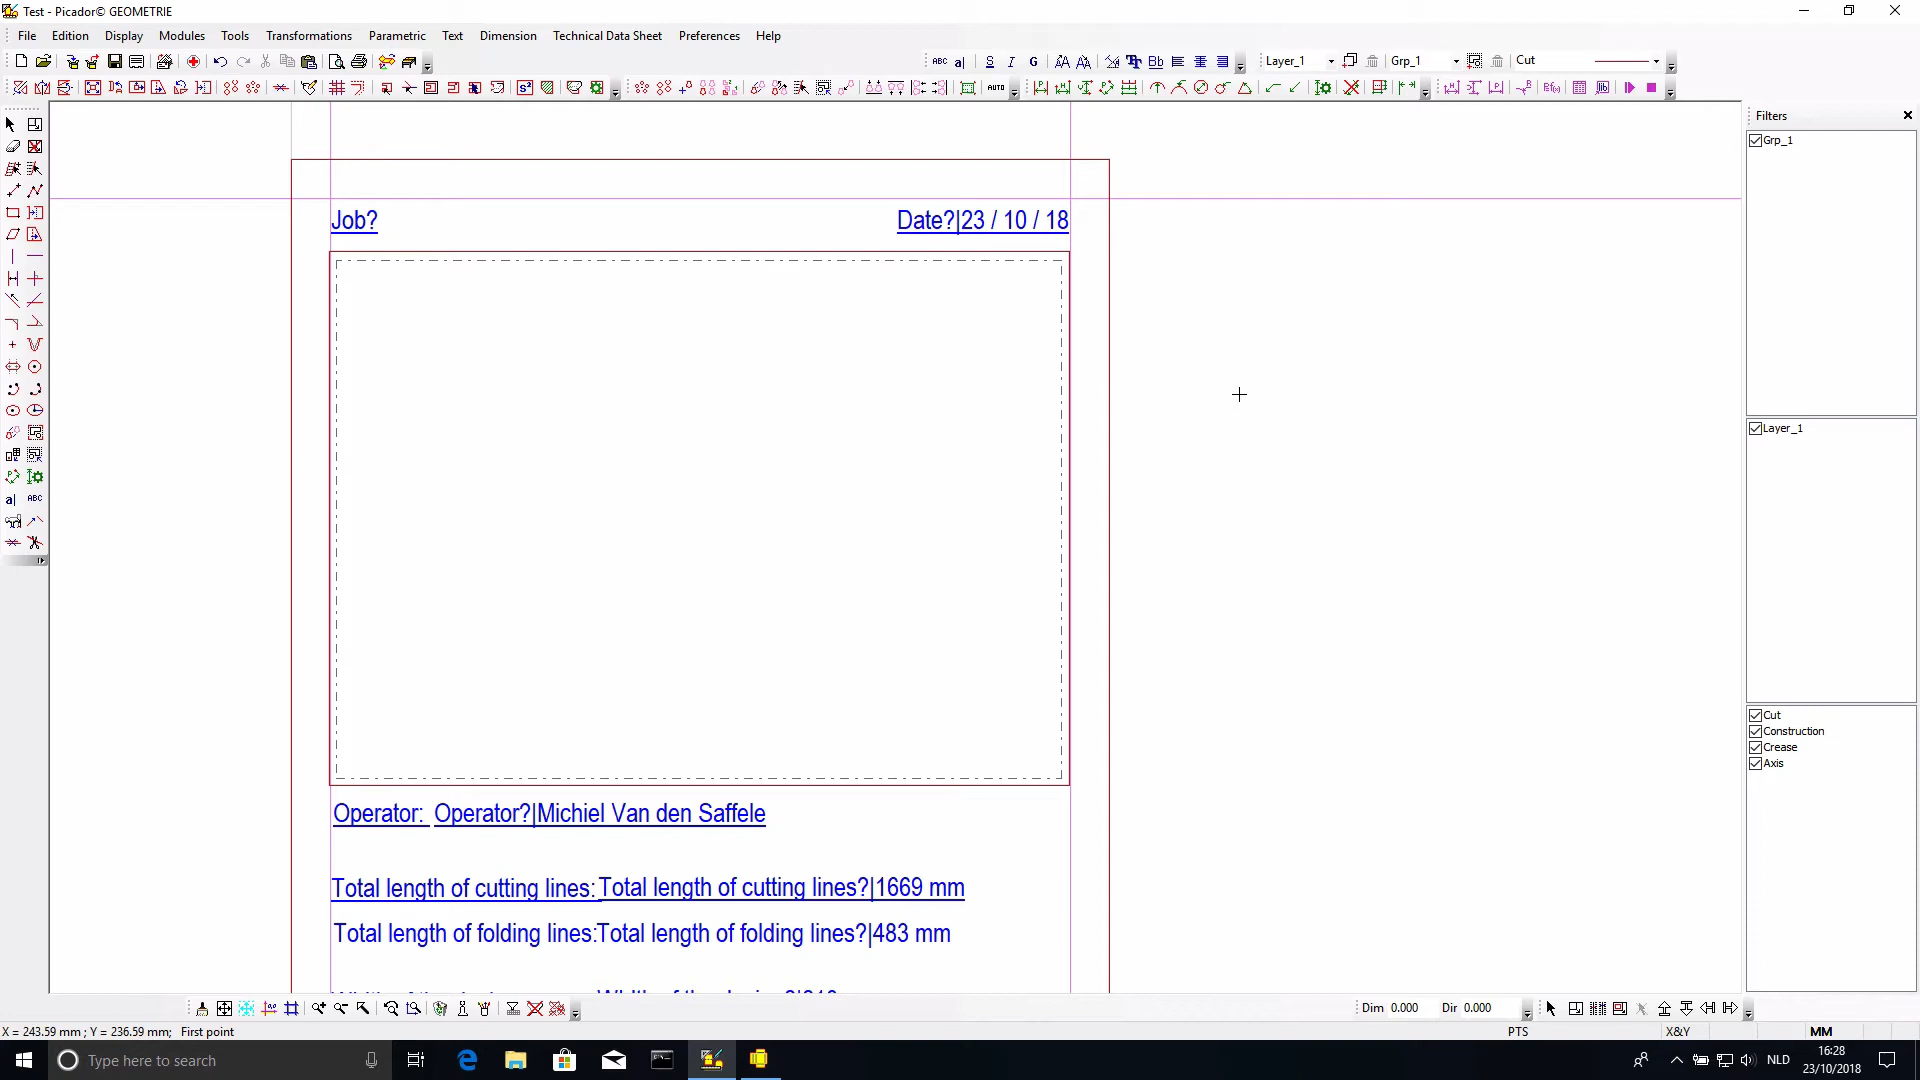 Test - Picador© GEOMETRIE
File Edition Display Modules Tools Transformations Parametric Text Dimension Technical Data Sheet Preferences Help
ABC a| S I G Layer_1 Grp_1 Cut
AUTO
Filters
Grp_1
Job? Date?|23 / 10 / 18
Layer_1
a| ABC
Cut
Construction
Crease
Axis
Operator: Operator?|Michiel Van den Saffele
Total length of cutting lines: Total length of cutting lines?|1669 mm
Total length of folding lines:Total length of folding lines?|483 mm
Dim 0.000 Dir 0.000
X = 243.59 mm ; Y = 236.59 mm; First point PTS X&Y MM
Type here to search
NLD
16:28
23/10/2018